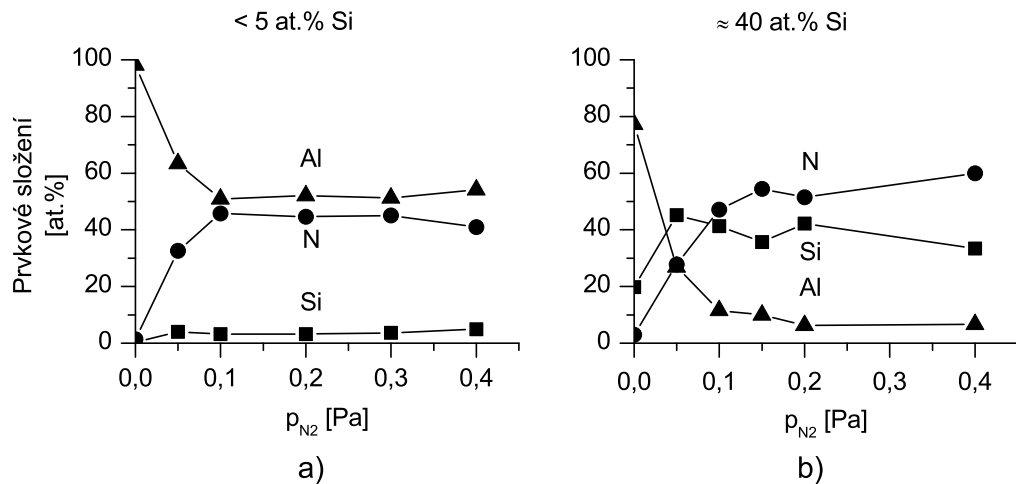 < 5 at.% Si
≈ 40 at.% Si
Prvkové složení
[at.%]
100
80
60
40
20
0
Al
N
Si
0,0 0,1 0,2 0,3 0,4
p N2 [Pa]
a)
100
80
60
40
20
0
N
Si
Al
0,0 0,1 0,2 0,3 0,4
p N2 [Pa]
b)